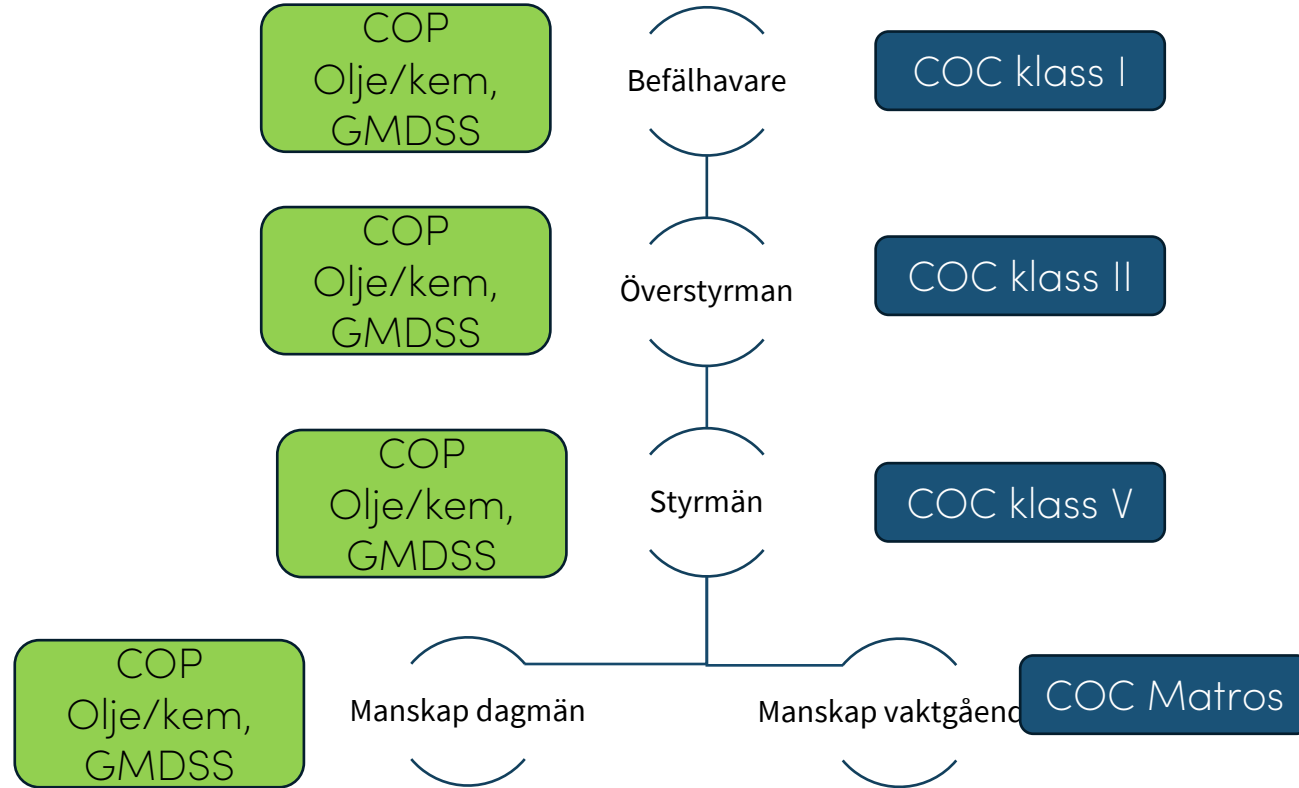 COP
Olje/kem,
GMDSS
Befälhavare
COC klass I
COP
Olje/kem,
GMDSS
Överstyrman
COC klass II
COP
Olje/kem,
GMDSS
Styrmän
COC klass V
COP
Olje/kem,
GMDSS
Manskap dagmän
Manskap vaktgåend
COC Matros